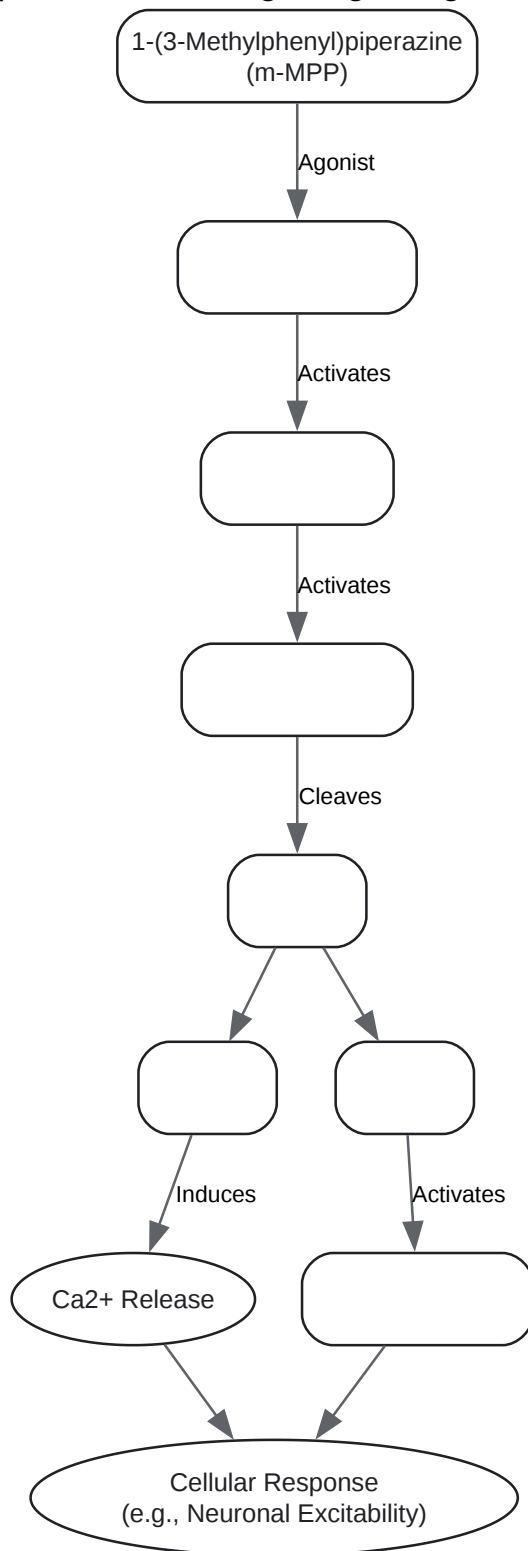 1-(3-Methylphenyl)piperazine
(m-MPP)
Agonist
Activates
Activates
Cleaves
Induces
Activates
Ca2+ Release
Cellular Response
(e.g., Neuronal Excitability)